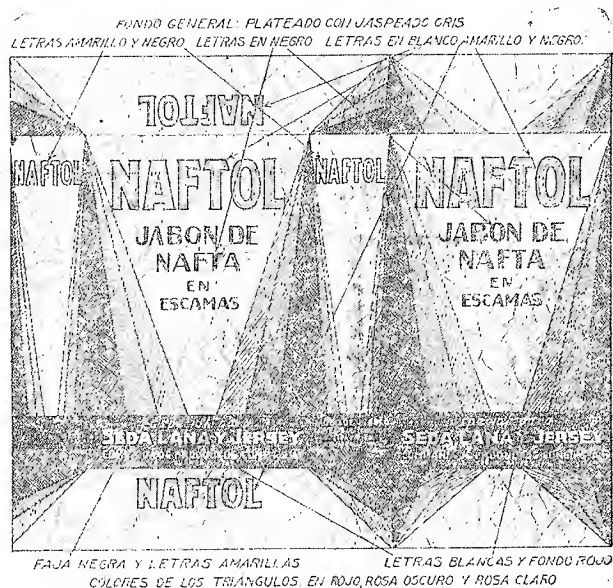 FONDO GENERAL: PLATEADO CON JASPEADO GRIS
LETRAS AMARILLO Y NEGRO LETRAS EN NEGRO LETRAS EN BLANCO, AMARILLO Y NEGRO.
NAFTOL
NAFTOL NAFTOL NAFTOL NAFTOL
JABON DE JABON DE
NAFTA NAFTA
EN EN
ESCAMAS ESCAMAS
SEDA, LANA Y JERSEY SEDA, LANA Y JERSEY
NAFTOL
FAJA NEGRA Y LETRAS AMARILLAS LETRAS BLANCAS Y FONDO ROJO
COLORES DE LOS TRIÁNGULOS EN ROJO, ROSA OSCURO Y ROSA CLARO